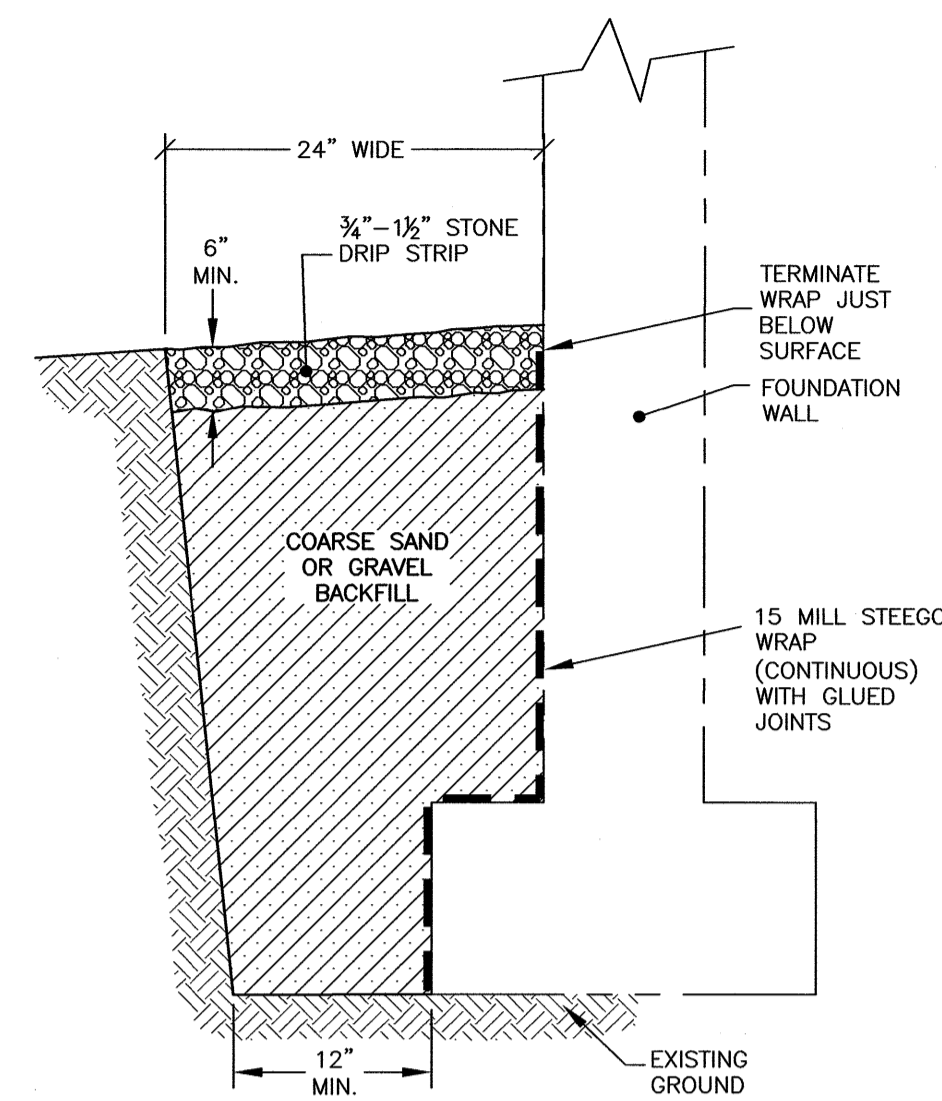 24" WIDE
¾"-1½" STONE
DRIP STRIP
6"
MIN.
TERMINATE
WRAP JUST
BELOW
SURFACE
FOUNDATION
WALL
COARSE SAND
OR GRAVEL
BACKFILL
15 MILL STEEGO
WRAP
(CONTINUOUS)
WITH GLUED
JOINTS
12"
MIN.
EXISTING
GROUND